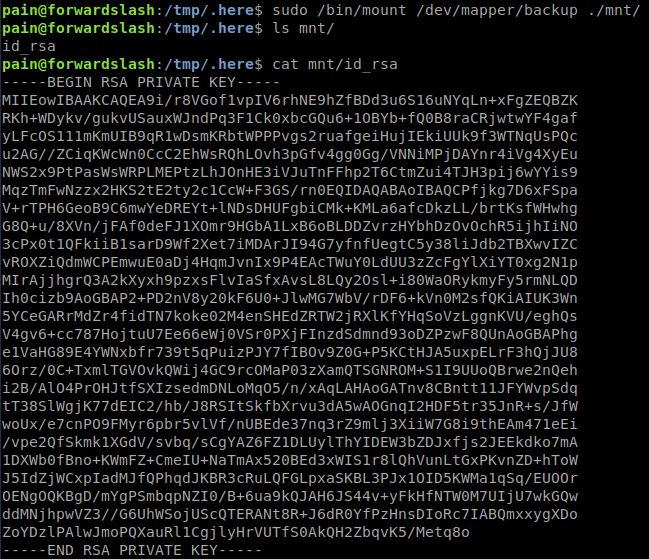 pain@forwardslash:/tmp/.here$ sudo /bin/mount /dev/mapper/backup ./mnt/
pain@forwardslash:/tmp/.here$ ls mnt/
id_rsa
pain@forwardslash:/tmp/.here$ cat mnt/id_rsa
-----BEGIN RSA PRIVATE KEY-----
MIIEowIBAAKCAQEA9i/r8VGof1vpIV6rhNE9hZfBDd3u6S16uNYqLn+xFgZEQBZK
RKh+WDykv/gukvUSauxWJndPq3F1Ck0xbcGQu6+1OBYb+fQ0B8raCRjwtwYF4gaf
yLFcOS111mKmUIB9qR1wDsmKRbtWPPPvgs2ruafgeiHujIEkiUUk9f3WTNqUsPQc
u2AG//ZCiqKWcWn0CcC2EhWsRQhLOvh3pGfv4gg0Gg/VNNiMPjDAYnr4iVg4XyEu
NWS2x9PtPasWsWRPLMEPtzLhJOnHE3iVJuTnFFhp2T6CtmZui4TJH3pij6wYYis9
MqzTmFwNzzx2HKS2tE2ty2c1CcW+F3GS/rn0EQIDAQABAoIBAQCPfjkg7D6xFSpa
V+rTPH6GeoB9C6mwYeDREYt+lNDsDHUFgbiCMk+KMLa6afcDkzLL/brtKsfWHwhg
G8Q+u/8XVn/jFAf0deFJ1XOmr9HGbA1LxB6oBLDDZvrzHYbhDzOvOchR5ijhIiNO
3cPx0t1QFkiiB1sarD9Wf2Xet7iMDArJI94G7yfnfUegtC5y38liJdb2TBXwvIZC
vROXZiQdmWCPEmwuE0aDj4HqmJvnIx9P4EAcTWuY0LdUU3zZcFgYlXiYT0xg2N1p
MIrAjjhgrQ3A2kXyxh9pzxsFlvIaSfxAvsL8LQy2Osl+i80WaORykmyFy5rmNLQD
Ih0cizb9AoGBAP2+PD2nV8y20kF6U0+JlwMG7WbV/rDF6+kVn0M2sfQKiAIUK3Wn
5YCeGARrMdZr4fidTN7koke02M4enSHEdZRTW2jRXlKfYHqSoVzLggnKVU/eghQs
V4gv6+cc787HojtuU7Ee66eWj0VSr0PXjFInzdSdmnd93oDZPzwF8QUnAoGBAPhg
e1VaHG89E4YWNxbfr739t5qPuizPJY7fIBOv9Z0G+P5KCtHJA5uxpELrF3hQjJU8
6Orz/0C+TxmlTGVOvkQWij4GC9rcOMaP03zXamQTSGNROM+S1I9UUoQBrwe2nQeh
i2B/AlO4PrOHJtfSXIzsedmDNLoMqO5/n/xAqLAHAoGATnv8CBntt11JFYWvpSdq
tT38SlWgjK77dEIC2/hb/J8RSItSkfbXrvu3dA5wAOGnqI2HDF5tr35JnR+s/JfW
woUx/e7cnPO9FMyr6pbr5vlVf/nUBEde37nq3rZ9mlj3XiiW7G8i9thEAm471eEi
/vpe2QfSkmk1XGdV/svbq/sCgYAZ6FZ1DLUylThYIDEW3bZDJxfjs2JEEkdko7mA
1DXWb0fBno+KWmFZ+CmeIU+NaTmAx520BEd3xWIS1r8lQhVunLtGxPKvnZD+hToW
J5IdZjWCxpIadMJfQPhqdJKBR3cRuLQFGLpxaSKBL3PJx1OID5KWMa1qSq/EUOOr
OENgOQKBgD/mYgPSmbqpNZI0/B+6ua9kQJAH6JS44v+yFkHfNTW0M7UIjU7wkGQw
ddMNjhpwVZ3//G6UhWSojUScQTERANt8R+J6dR0YfPzHnsDIoRc7IABQmxxygXDo
ZoYDzlPAlwJmoPQXauRl1CgjlyHrVUTfS0AkQH2ZbqvK5/Metq8o
-----END RSA PRIVATE KEY-----